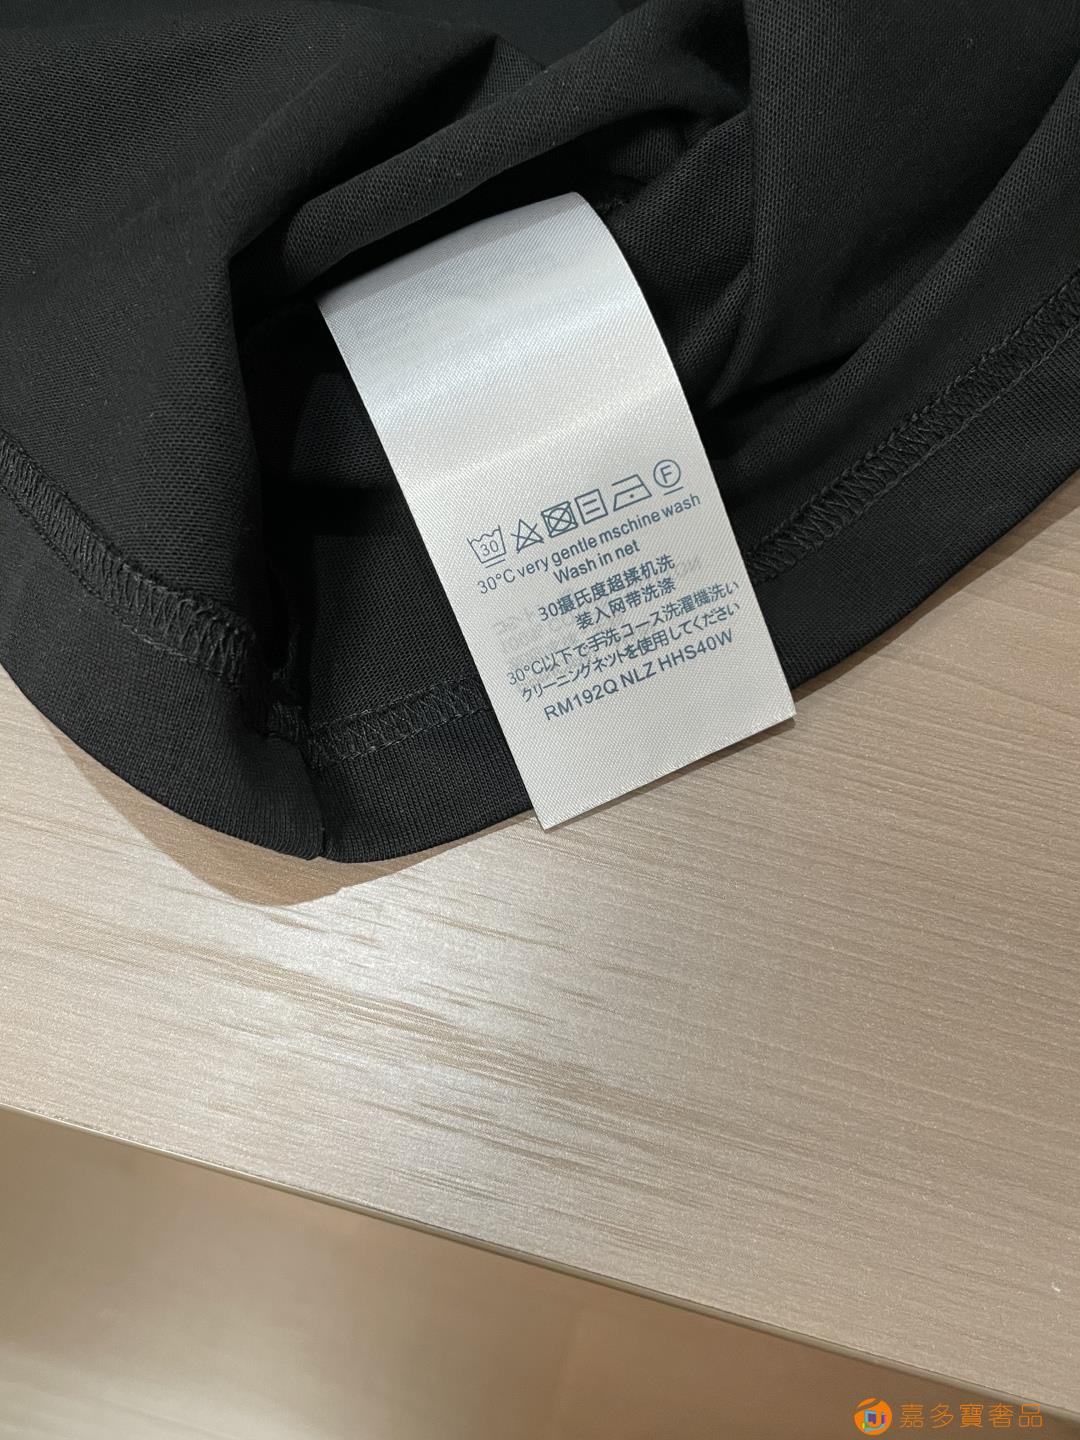 30
F
30°C very gentle mschine wash
Wash in net
30摄氏度超揉机洗
装入网带洗涤
30°C以下で手洗コース洗濯機洗い
クリーニングネットを使用してください
RM192Q NLZ HHS40W
嘉多寶奢品